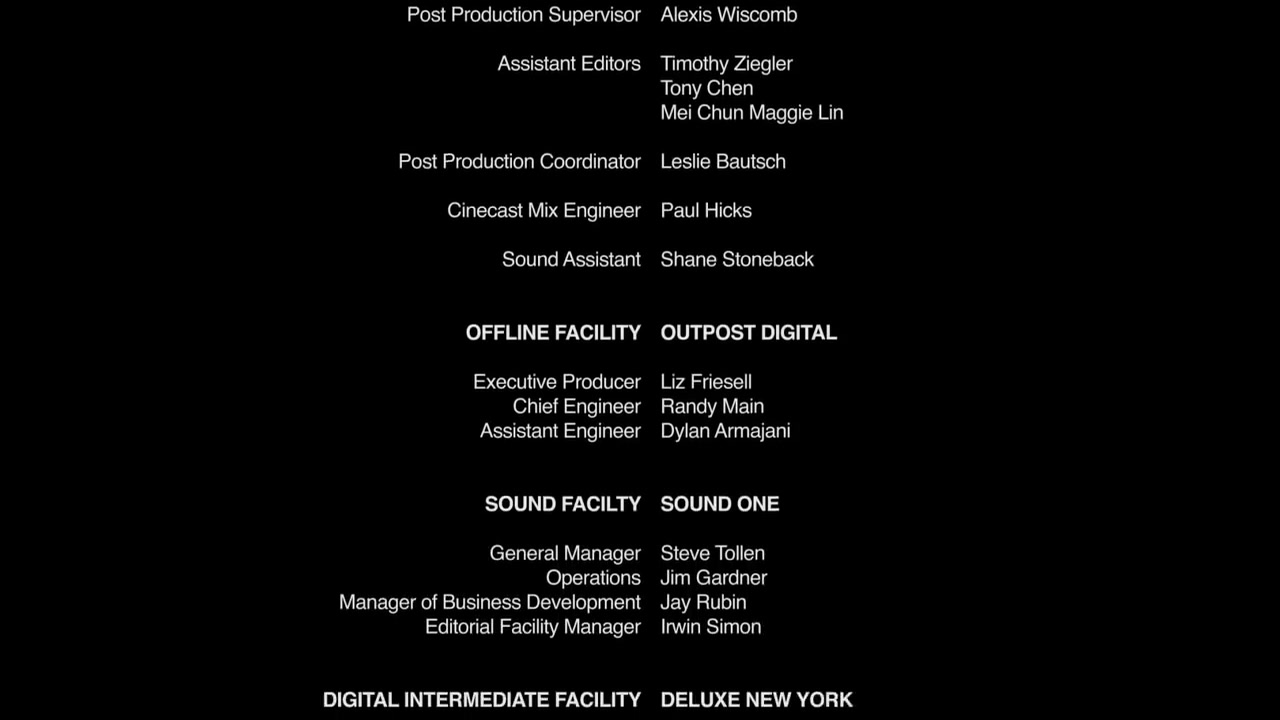 Post Production Supervisor Alexis Wiscomb
Assistant Editors Timothy Ziegler
Tony Chen
Mei Chun Maggie Lin
Post Production Coordinator Leslie Bautsch
Cinecast Mix Engineer Paul Hicks
Sound Assistant Shane Stoneback
OFFLINE FACILITY OUTPOST DIGITAL
Executive Producer Liz Friesell
Chief Engineer Randy Main
Assistant Engineer Dylan Armajani
SOUND FACILTY SOUND ONE
General Manager Steve Tollen
Operations Jim Gardner
Manager of Business Development Jay Rubin
Editorial Facility Manager Irwin Simon
DIGITAL INTERMEDIATE FACILITY DELUXE NEW YORK